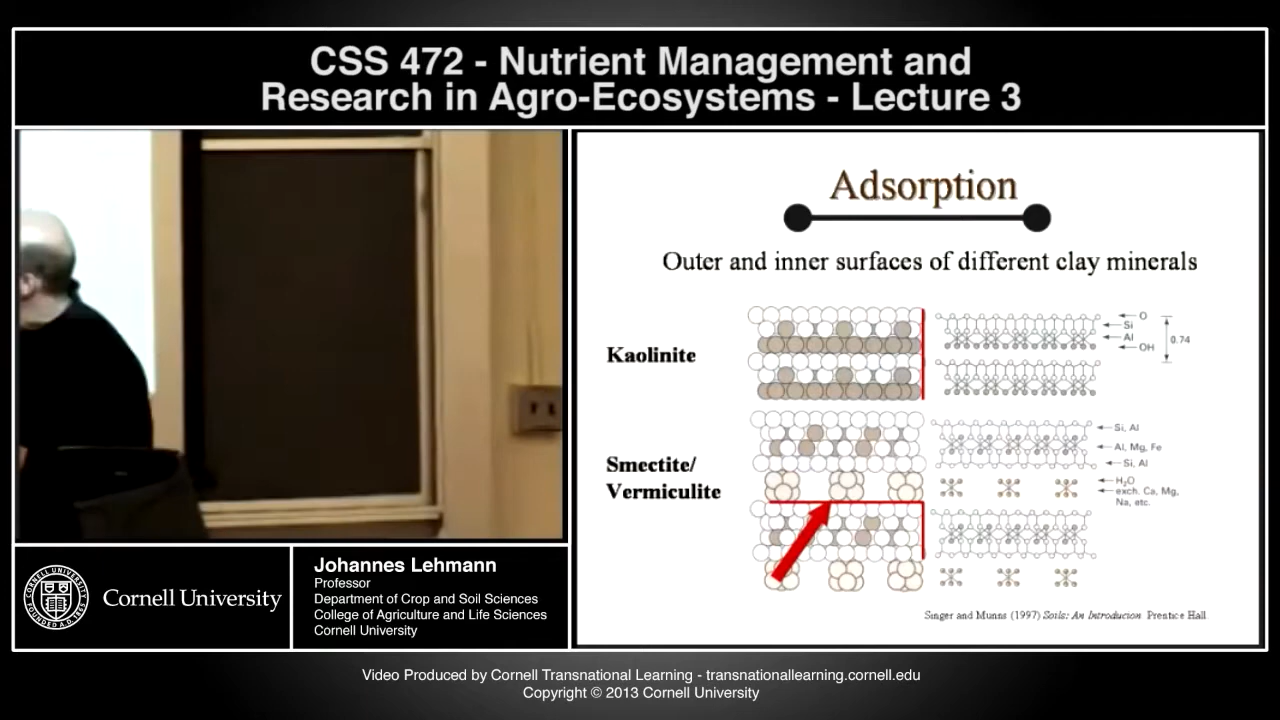 CSS 472 - Nutrient Management and
Research in Agro-Ecosystems - Lecture 3
Adsorption
Outer and inner surfaces of different clay minerals
Kaolinite
O
Si
Al
OH
0.74
Smectite/
Vermiculite
Si, Al
Al, Mg, Fe
Si, Al
H₂O
exch. Ca, Mg,
Na, etc.
Singer and Munns (1997) Soils: An Introducion Prentice Hall.
Cornell University
Johannes Lehmann
Professor
Department of Crop and Soil Sciences
College of Agriculture and Life Sciences
Cornell University
Video Produced by Cornell Transnational Learning - transnationallearning.cornell.edu
Copyright © 2013 Cornell University